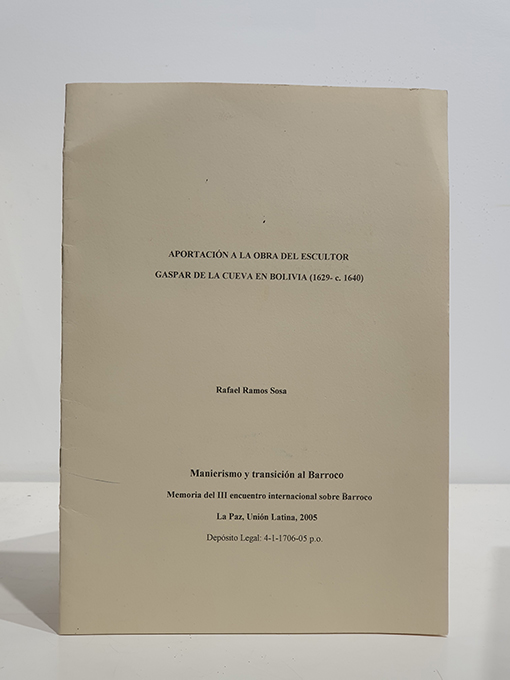 APORTACIÓN A LA OBRA DEL ESCULTOR
GASPAR DE LA CUEVA EN BOLIVIA (1629- c. 1640)
Rafael Ramos Sosa
Manierismo y transición al Barroco
Memoria del III encuentro internacional sobre Barroco
La Paz, Unión Latina, 2005
Depósito Legal: 4-1-1706-05 p.o.